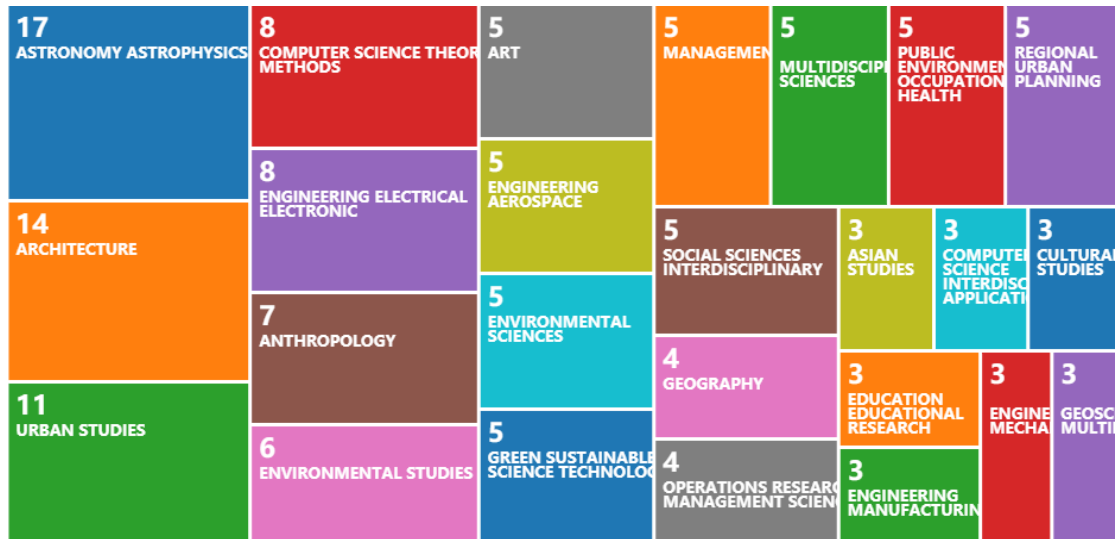 17
ASTRONOMY ASTROPHYSICS
14
ARCHITECTURE
11
URBAN STUDIES
8
COMPUTER SCIENCE THEOR
METHODS
8
ENGINEERING ELECTRICAL
ELECTRONIC
7
ANTHROPOLOGY
6
ENVIRONMENTAL STUDIES
5
ART
5
ENGINEERING
AEROSPACE
5
ENVIRONMENTAL
SCIENCES
5
GREEN SUSTAINABLE
SCIENCE TECHNOLOG
5
MANAGEMEN
5
MULTIDISCIP
SCIENCES
5
PUBLIC
ENVIRONMEN
OCCUPATION
HEALTH
5
REGIONAL
URBAN
PLANNING
5
SOCIAL SCIENCES
INTERDISCIPLINARY
4
GEOGRAPHY
4
OPERATIONS RESEARC
MANAGEMENT SCIEN
3
ASIAN
STUDIES
3
COMPUTE
SCIENCE
INTERDISC
APPLICATI
3
CULTURAL
STUDIES
3
EDUCATION
EDUCATIONAL
RESEARCH
3
ENGINEERING
MANUFACTURIN
3
ENGINE
MECHA
3
GEOSC
MULTI